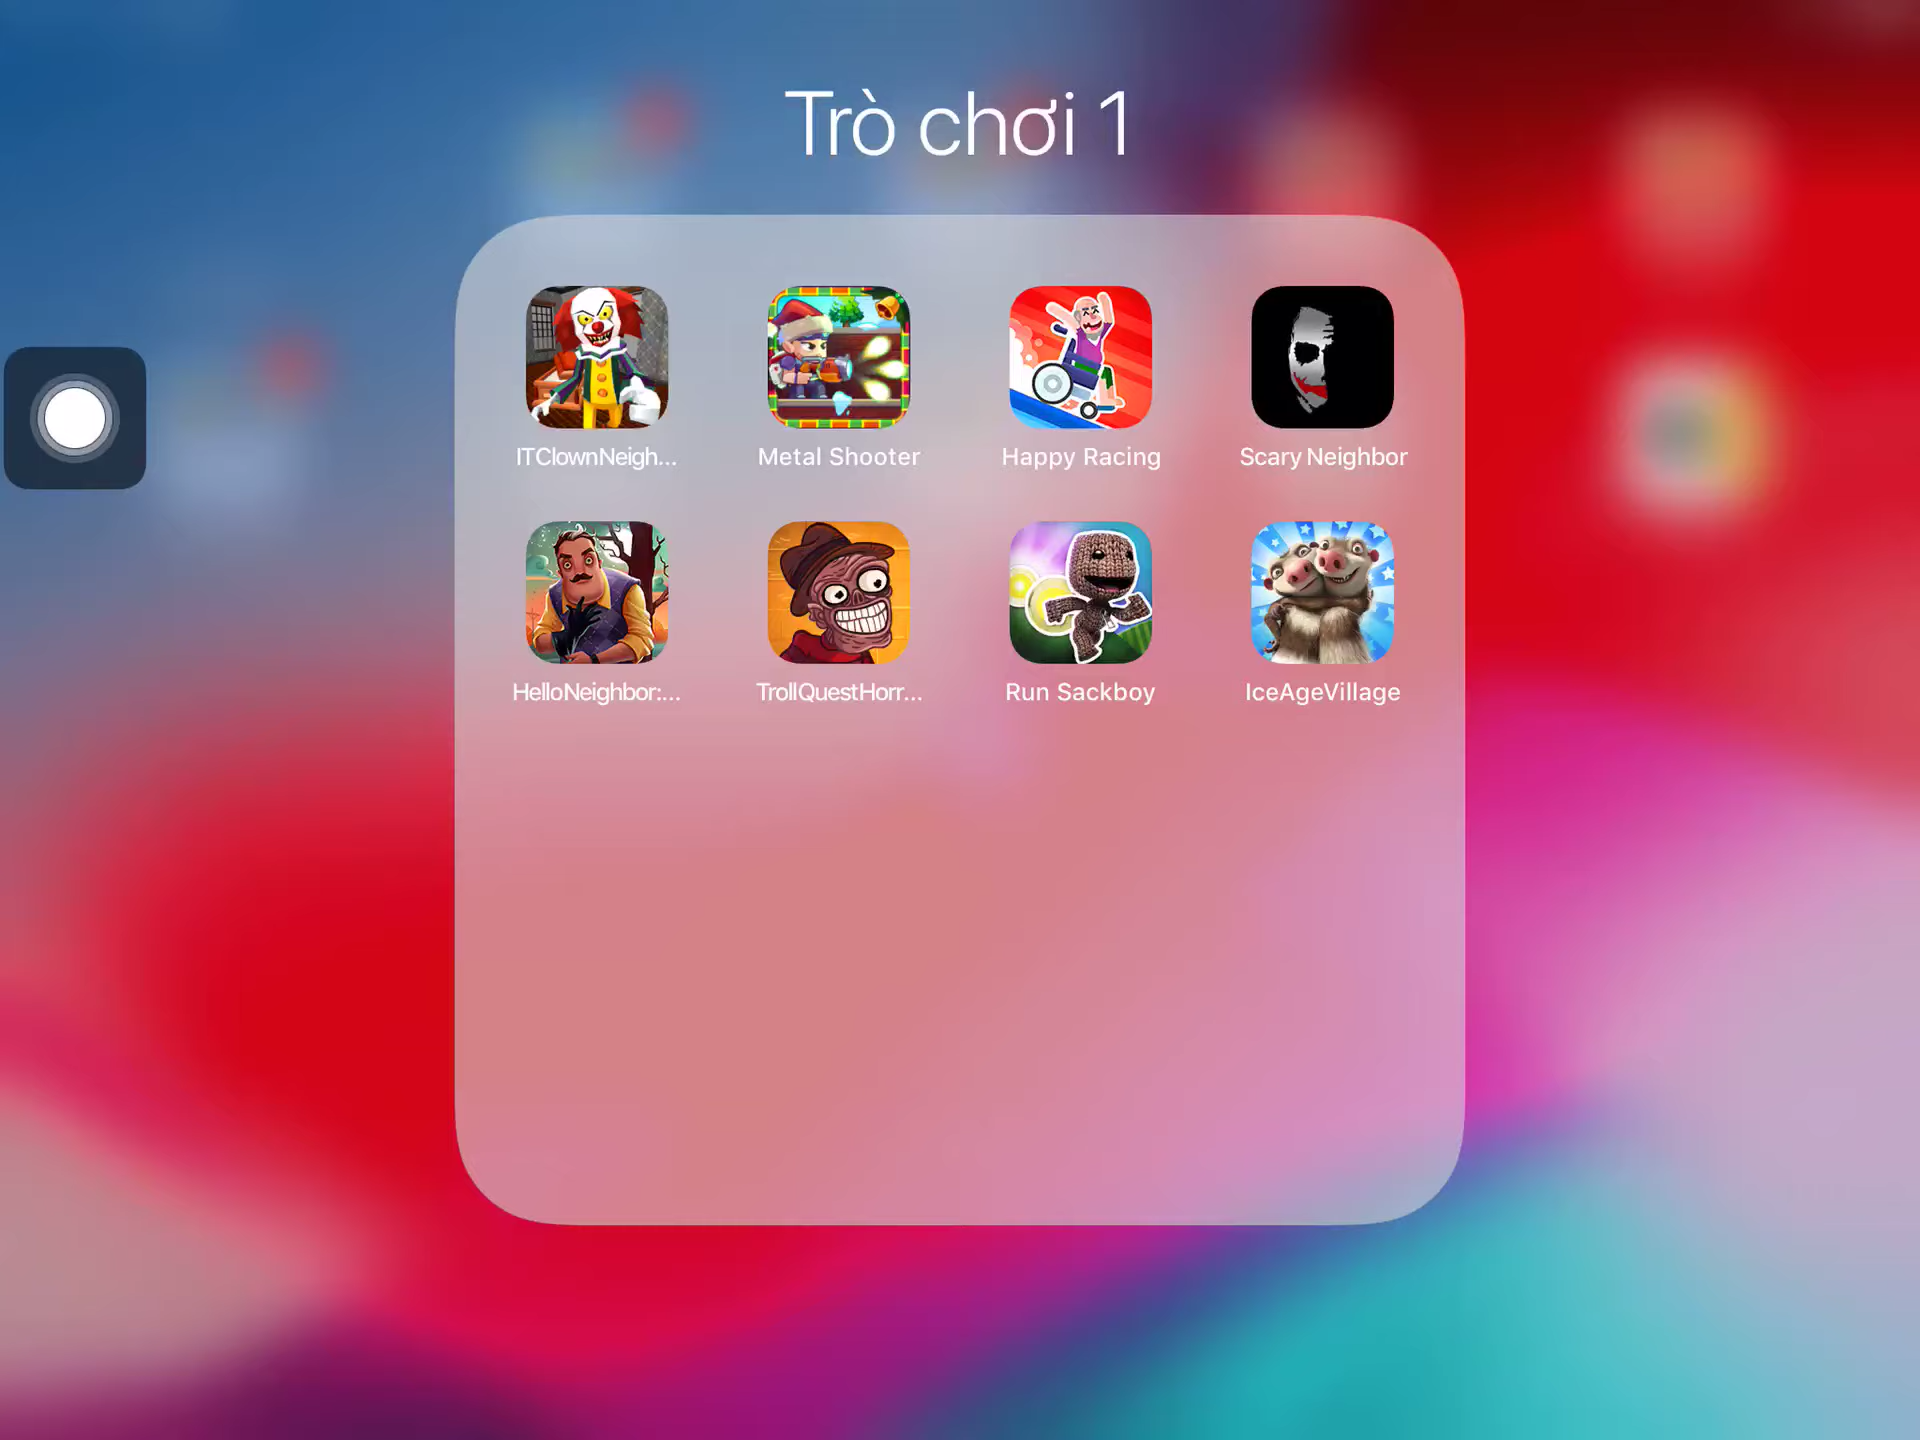 Trò chơi 1
ITClownNeigh...
Metal Shooter
Happy Racing
Scary Neighbor
HelloNeighbor:...
TrollQuestHorr...
Run Sackboy
IceAgeVillage